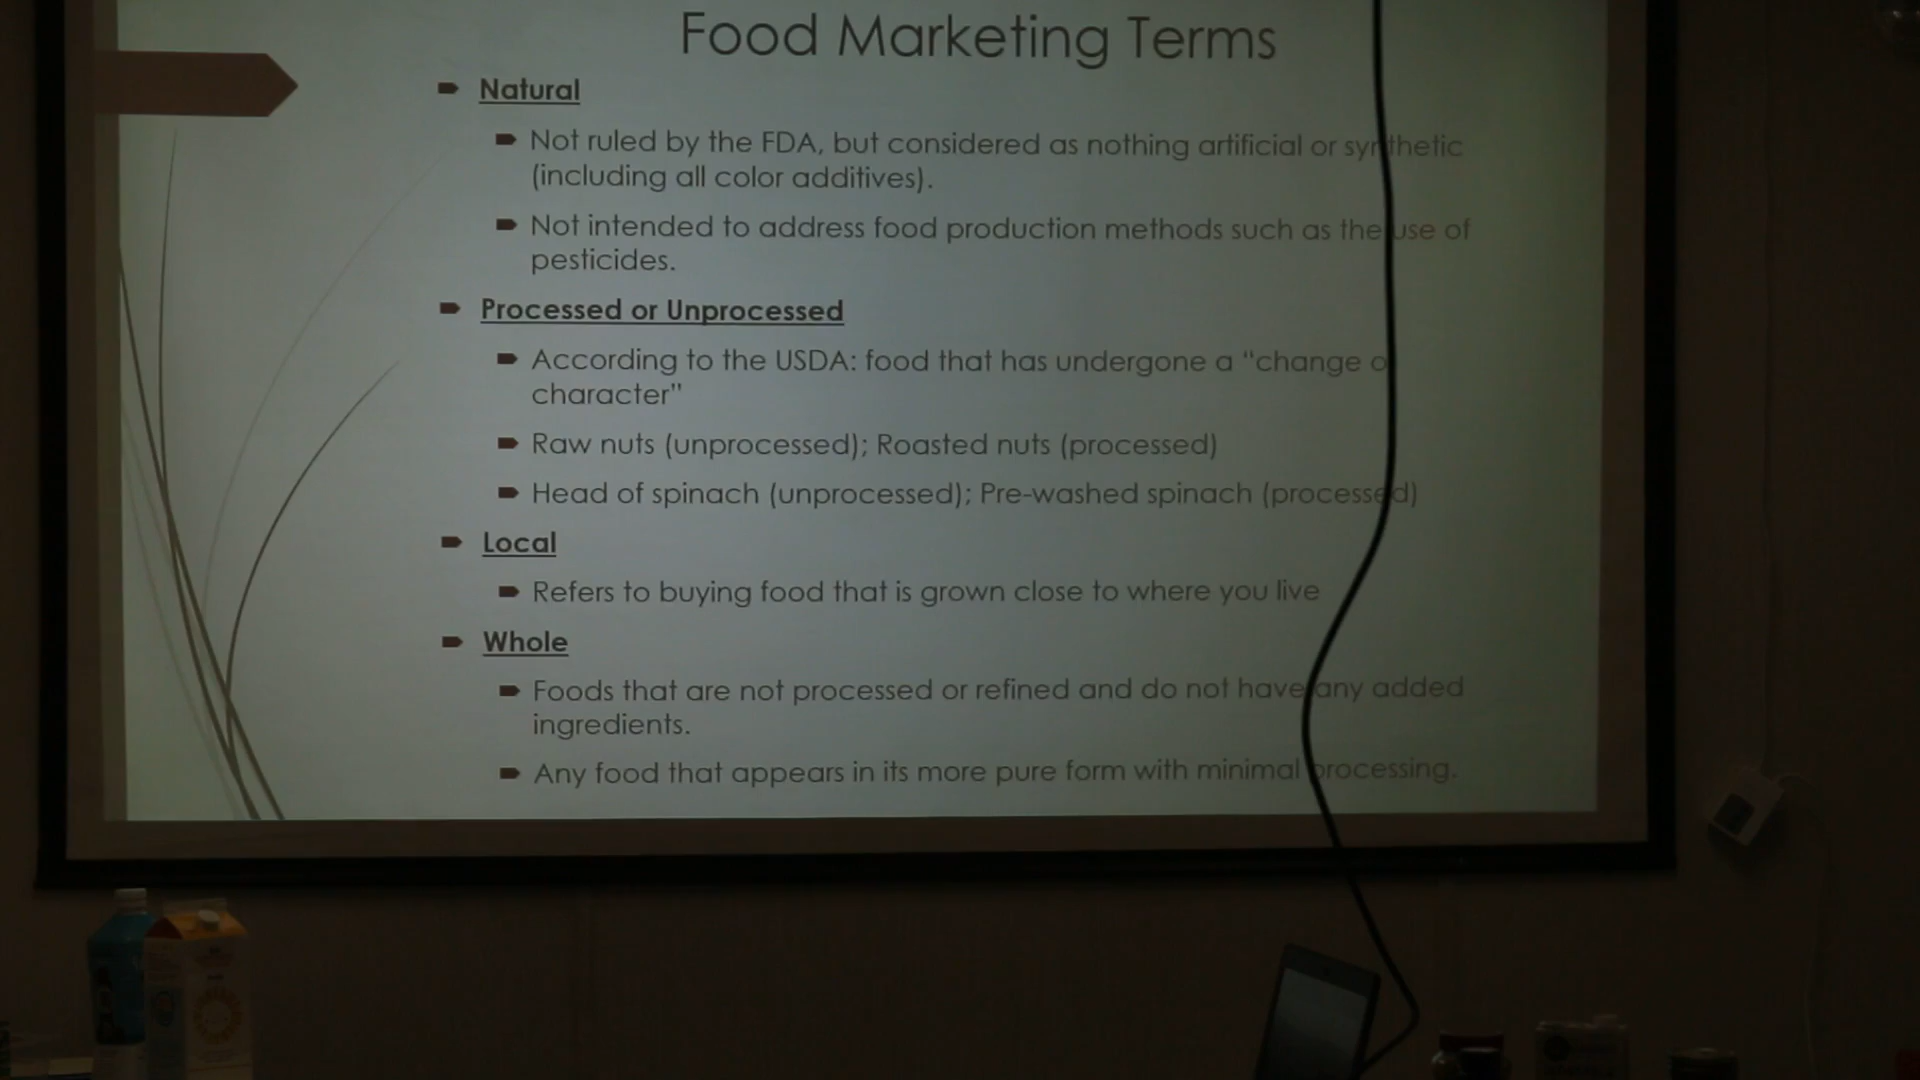 Food Marketing Terms
Natural
Not ruled by the FDA, but considered as nothing artificial or synthetic
(including all color additives).
Not intended to address food production methods such as the use of
pesticides.
Processed or Unprocessed
According to the USDA: food that has undergone a "change o
character"
Raw nuts (unprocessed); Roasted nuts (processed)
Head of spinach (unprocessed); Pre-washed spinach (processed)
Local
Refers to buying food that is grown close to where you live
Whole
Foods that are not processed or refined and do not have any added
ingredients.
Any food that appears in its more pure form with minimal processing.